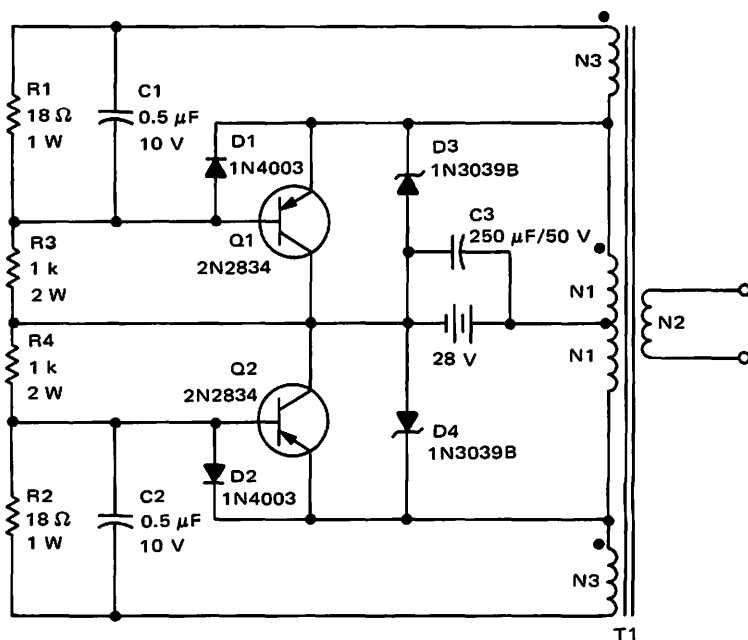 N3
R1
18 Ω
1 W
C1
0.5 μF
10 V
D1
1N4003
D3
1N3039B
C3
250 μF/50 V
Q1
2N2834
R3
1 k
2 W
N1
N2
N1
28 V
R4
1 k
2 W
Q2
2N2834
D4
1N3039B
D2
1N4003
R2
18 Ω
1 W
C2
0.5 μF
10 V
N3
T1